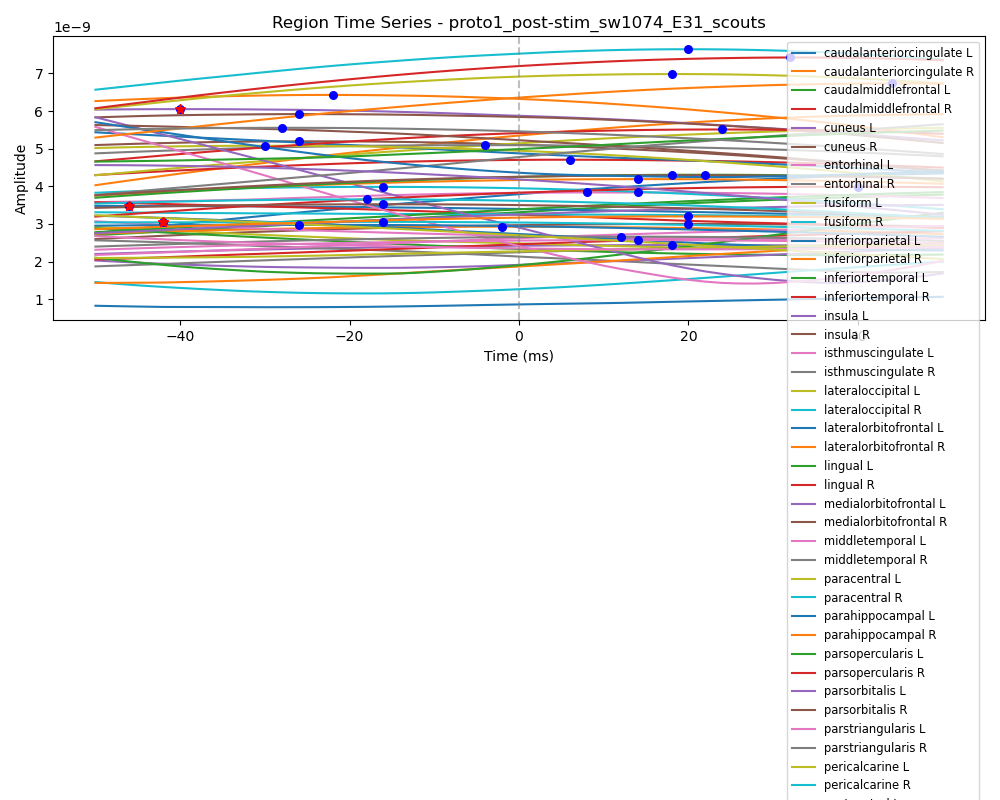 Region Time Series - proto1_post-stim_sw1074_E31_scouts
1e−9
7
6
5
4
3
2
1
Amplitude
−40
−20
0
20
Time (ms)
caudalanteriorcingulate L
caudalanteriorcingulate R
caudalmiddlefrontal L
caudalmiddlefrontal R
cuneus L
cuneus R
entorhinal L
entorhinal R
fusiform L
fusiform R
inferiorparietal L
inferiorparietal R
inferiortemporal L
inferiortemporal R
insula L
insula R
isthmuscingulate L
isthmuscingulate R
lateraloccipital L
lateraloccipital R
lateralorbitofrontal L
lateralorbitofrontal R
lingual L
lingual R
medialorbitofrontal L
medialorbitofrontal R
middletemporal L
middletemporal R
paracentral L
paracentral R
parahippocampal L
parahippocampal R
parsopercularis L
parsopercularis R
parsorbitalis L
parsorbitalis R
parstriangularis L
parstriangularis R
pericalcarine L
pericalcarine R